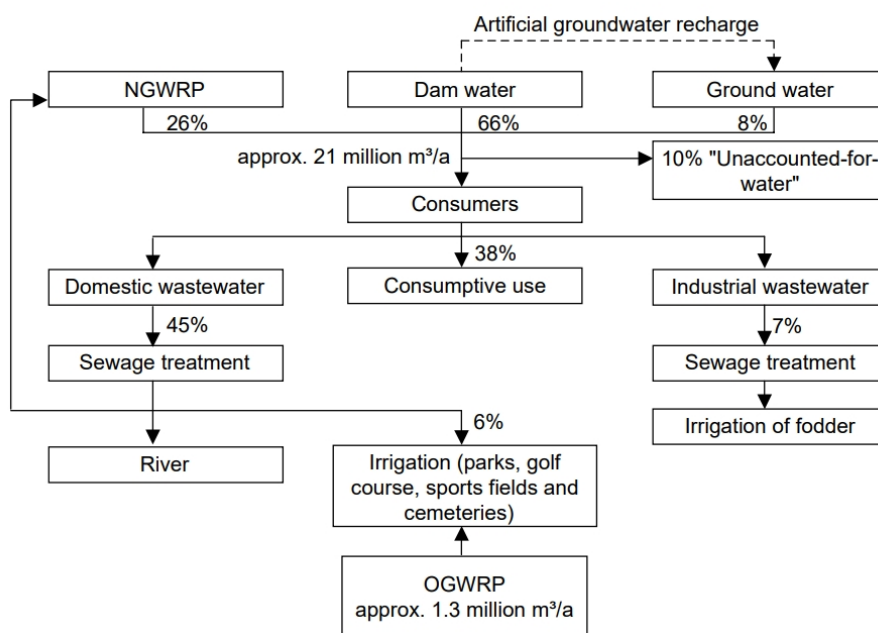 Artificial groundwater recharge
NGWRP
Dam water
Ground water
26%
66%
8%
approx. 21 million m³/a
10% "Unaccounted-for-
water"
Consumers
38%
Domestic wastewater
Consumptive use
Industrial wastewater
45%
7%
Sewage treatment
Sewage treatment
6%
Irrigation of fodder
River
Irrigation (parks, golf
course, sports fields and
cemeteries)
OGWRP
approx. 1.3 million m³/a